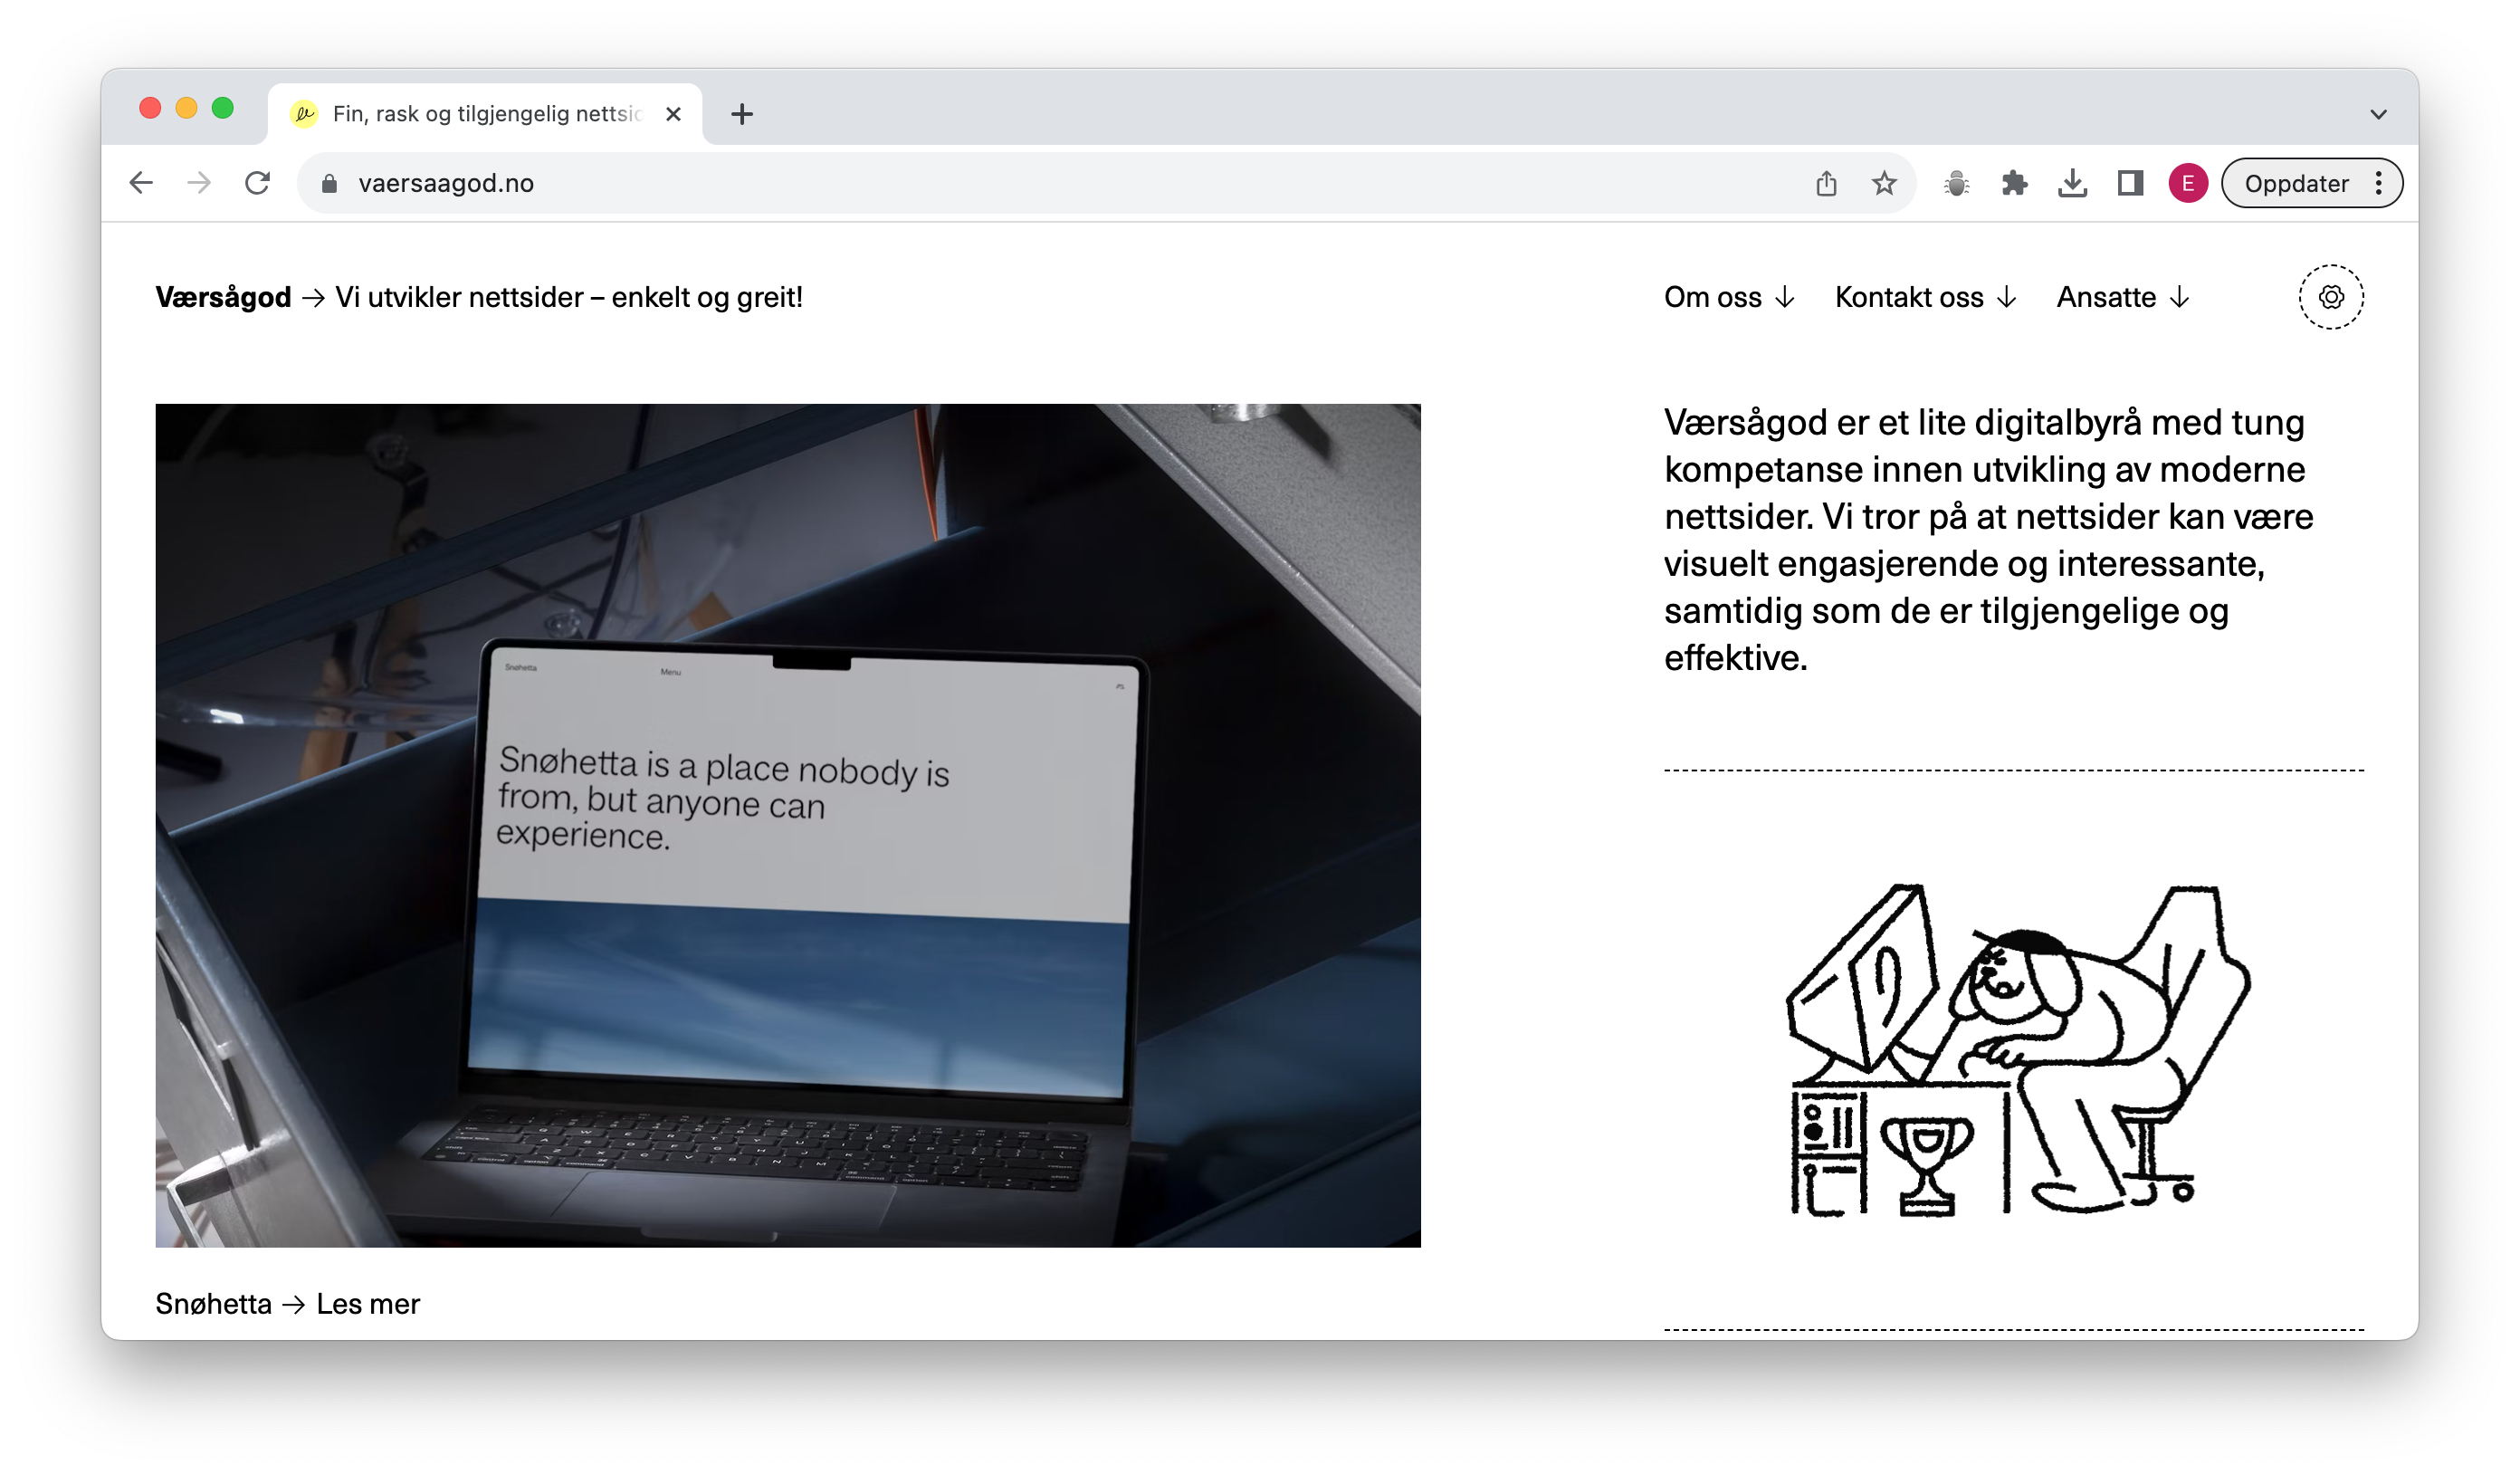 Fin, rask og tilgjengelig nettsid
vaersaagod.no
E
Oppdater
Værsågod → Vi utvikler nettsider – enkelt og greit!
Om oss ↓ Kontakt oss ↓ Ansatte ↓
Værsågod er et lite digitalbyrå med tung
kompetanse innen utvikling av moderne
nettsider. Vi tror på at nettsider kan være
visuelt engasjerende og interessante,
samtidig som de er tilgjengelige og
effektive.
Snøhetta Menu
Snøhetta is a place nobody is
from, but anyone can
experience.
Snøhetta → Les mer